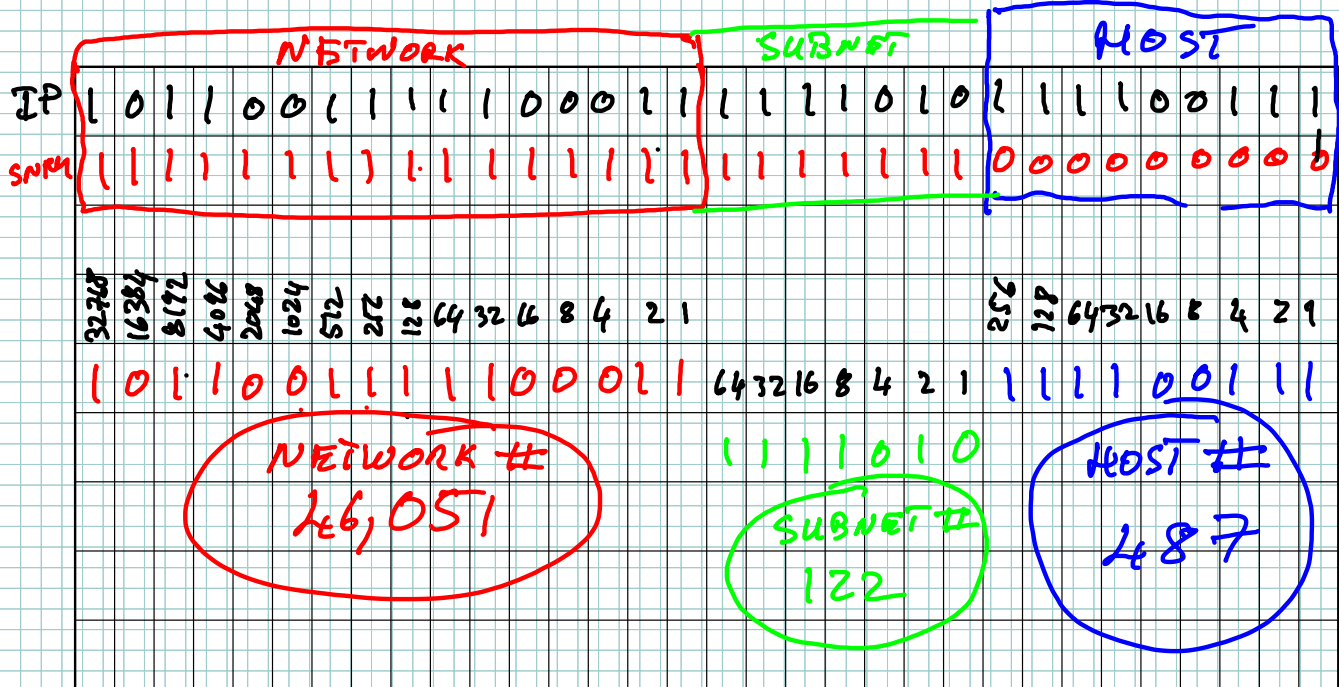 NETWORK SUBNET HOST
IP 1 0 1 1 0 0 1 1 1 1 1 0 0 0 1 1 1 1 1 1 0 1 0 1 1 1 1 0 0 1 1 1
SNM 1 1 1 1 1 1 1 1 1 1 1 1 1 1 1 1 1 1 1 1 1 1 1 0 0 0 0 0 0 0 0 0
32768 16384 8192 4096 2048 1024 512 256 128 64 32 16 8 4 2 1 256 128 64 32 16 8 4 2 1
1 0 1 1 0 0 1 1 1 1 1 0 0 0 1 1 64 32 16 8 4 2 1 1 1 1 1 0 0 1 1 1
1 1 1 1 0 1 0
NETWORK # HOST #
46,051 487
SUBNET #
122